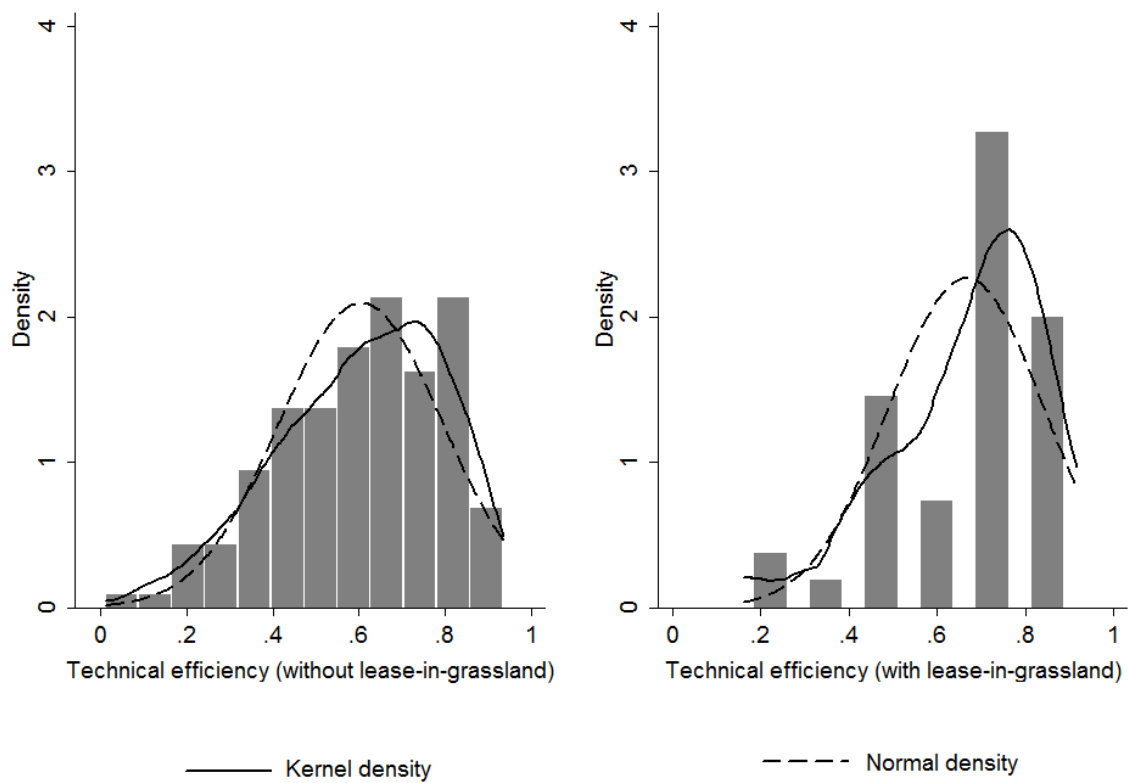 4
3
2
1
0
Density
0 .2 .4 .6 .8 1
Technical efficiency (without lease-in-grassland)
4
3
2
1
0
Density
0 .2 .4 .6 .8 1
Technical efficiency (with lease-in-grassland)
Kernel density
Normal density